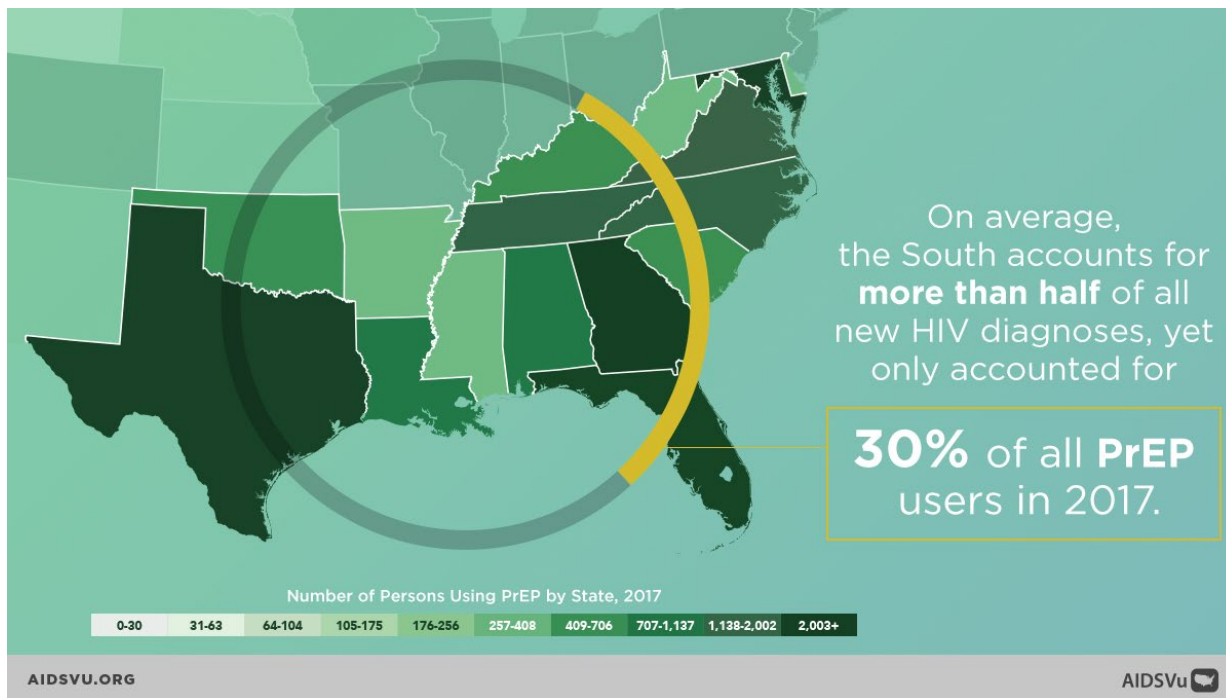 On average,
the South accounts for
more than half of all
new HIV diagnoses, yet
only accounted for
30% of all PrEP
users in 2017.
Number of Persons Using PrEP by State, 2017
0-30 31-63 64-104 105-175 176-256 257-408 409-706 707-1,137 1,138-2,002 2,003+
AIDSVU.ORG AIDSVu